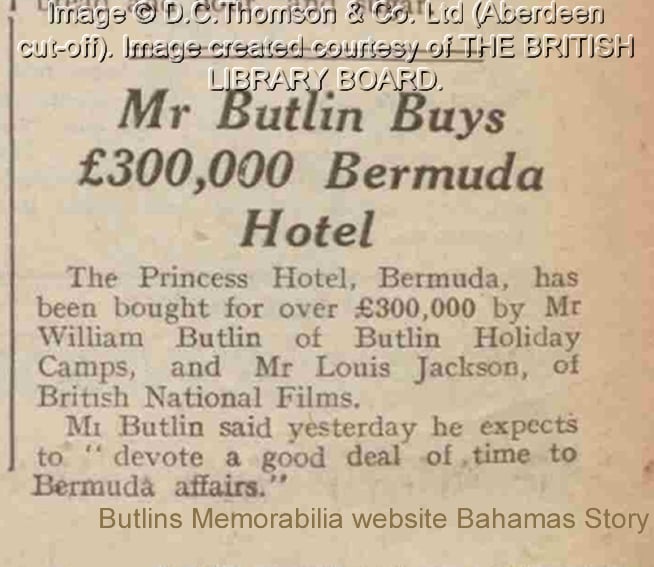 Image © D.C.Thomson & Co. Ltd (Aberdeen
cut-off). Image created courtesy of THE BRITISH
LIBRARY BOARD.
Mr Butlin Buys
£300,000 Bermuda
Hotel
The Princess Hotel, Bermuda, has
been bought for over £300,000 by Mr
William Butlin of Butlin Holiday
Camps, and Mr Louis Jackson, of
British National Films.
Mr Butlin said yesterday he expects
to "devote a good deal of time to
Bermuda affairs."
Butlins Memorabilia website Bahamas Story